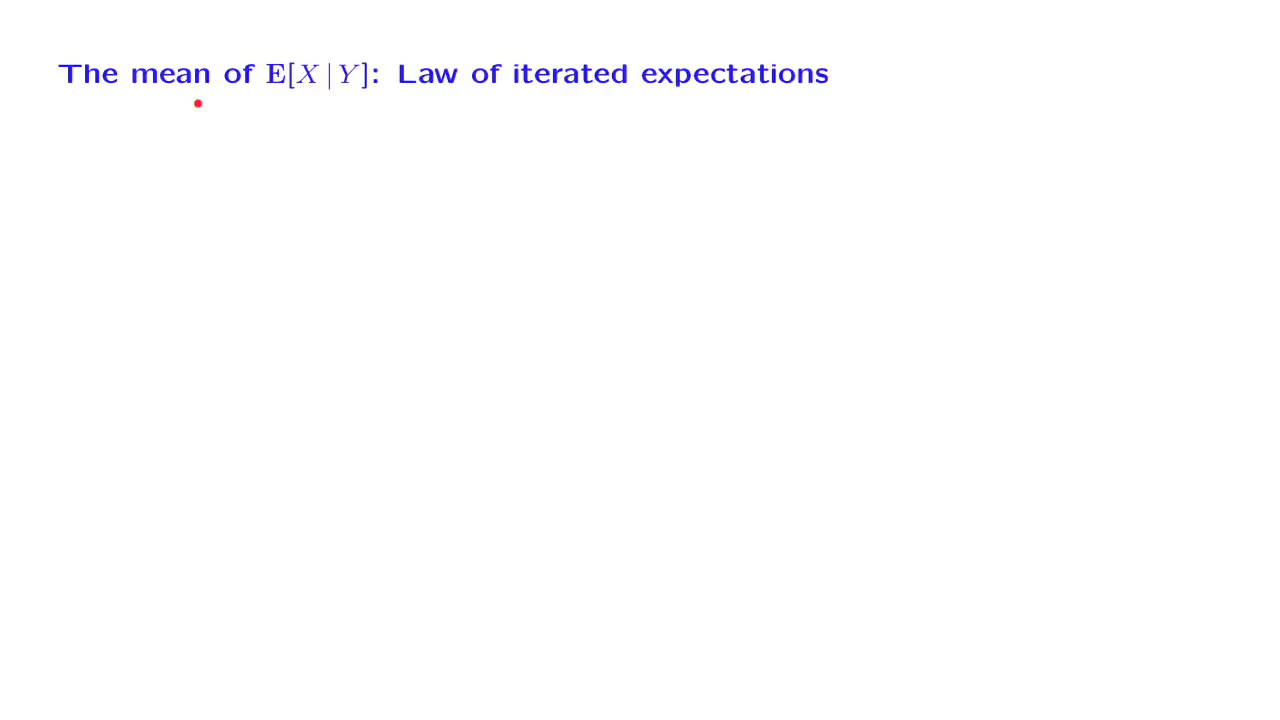 The mean of E[X | Y]: Law of iterated expectations